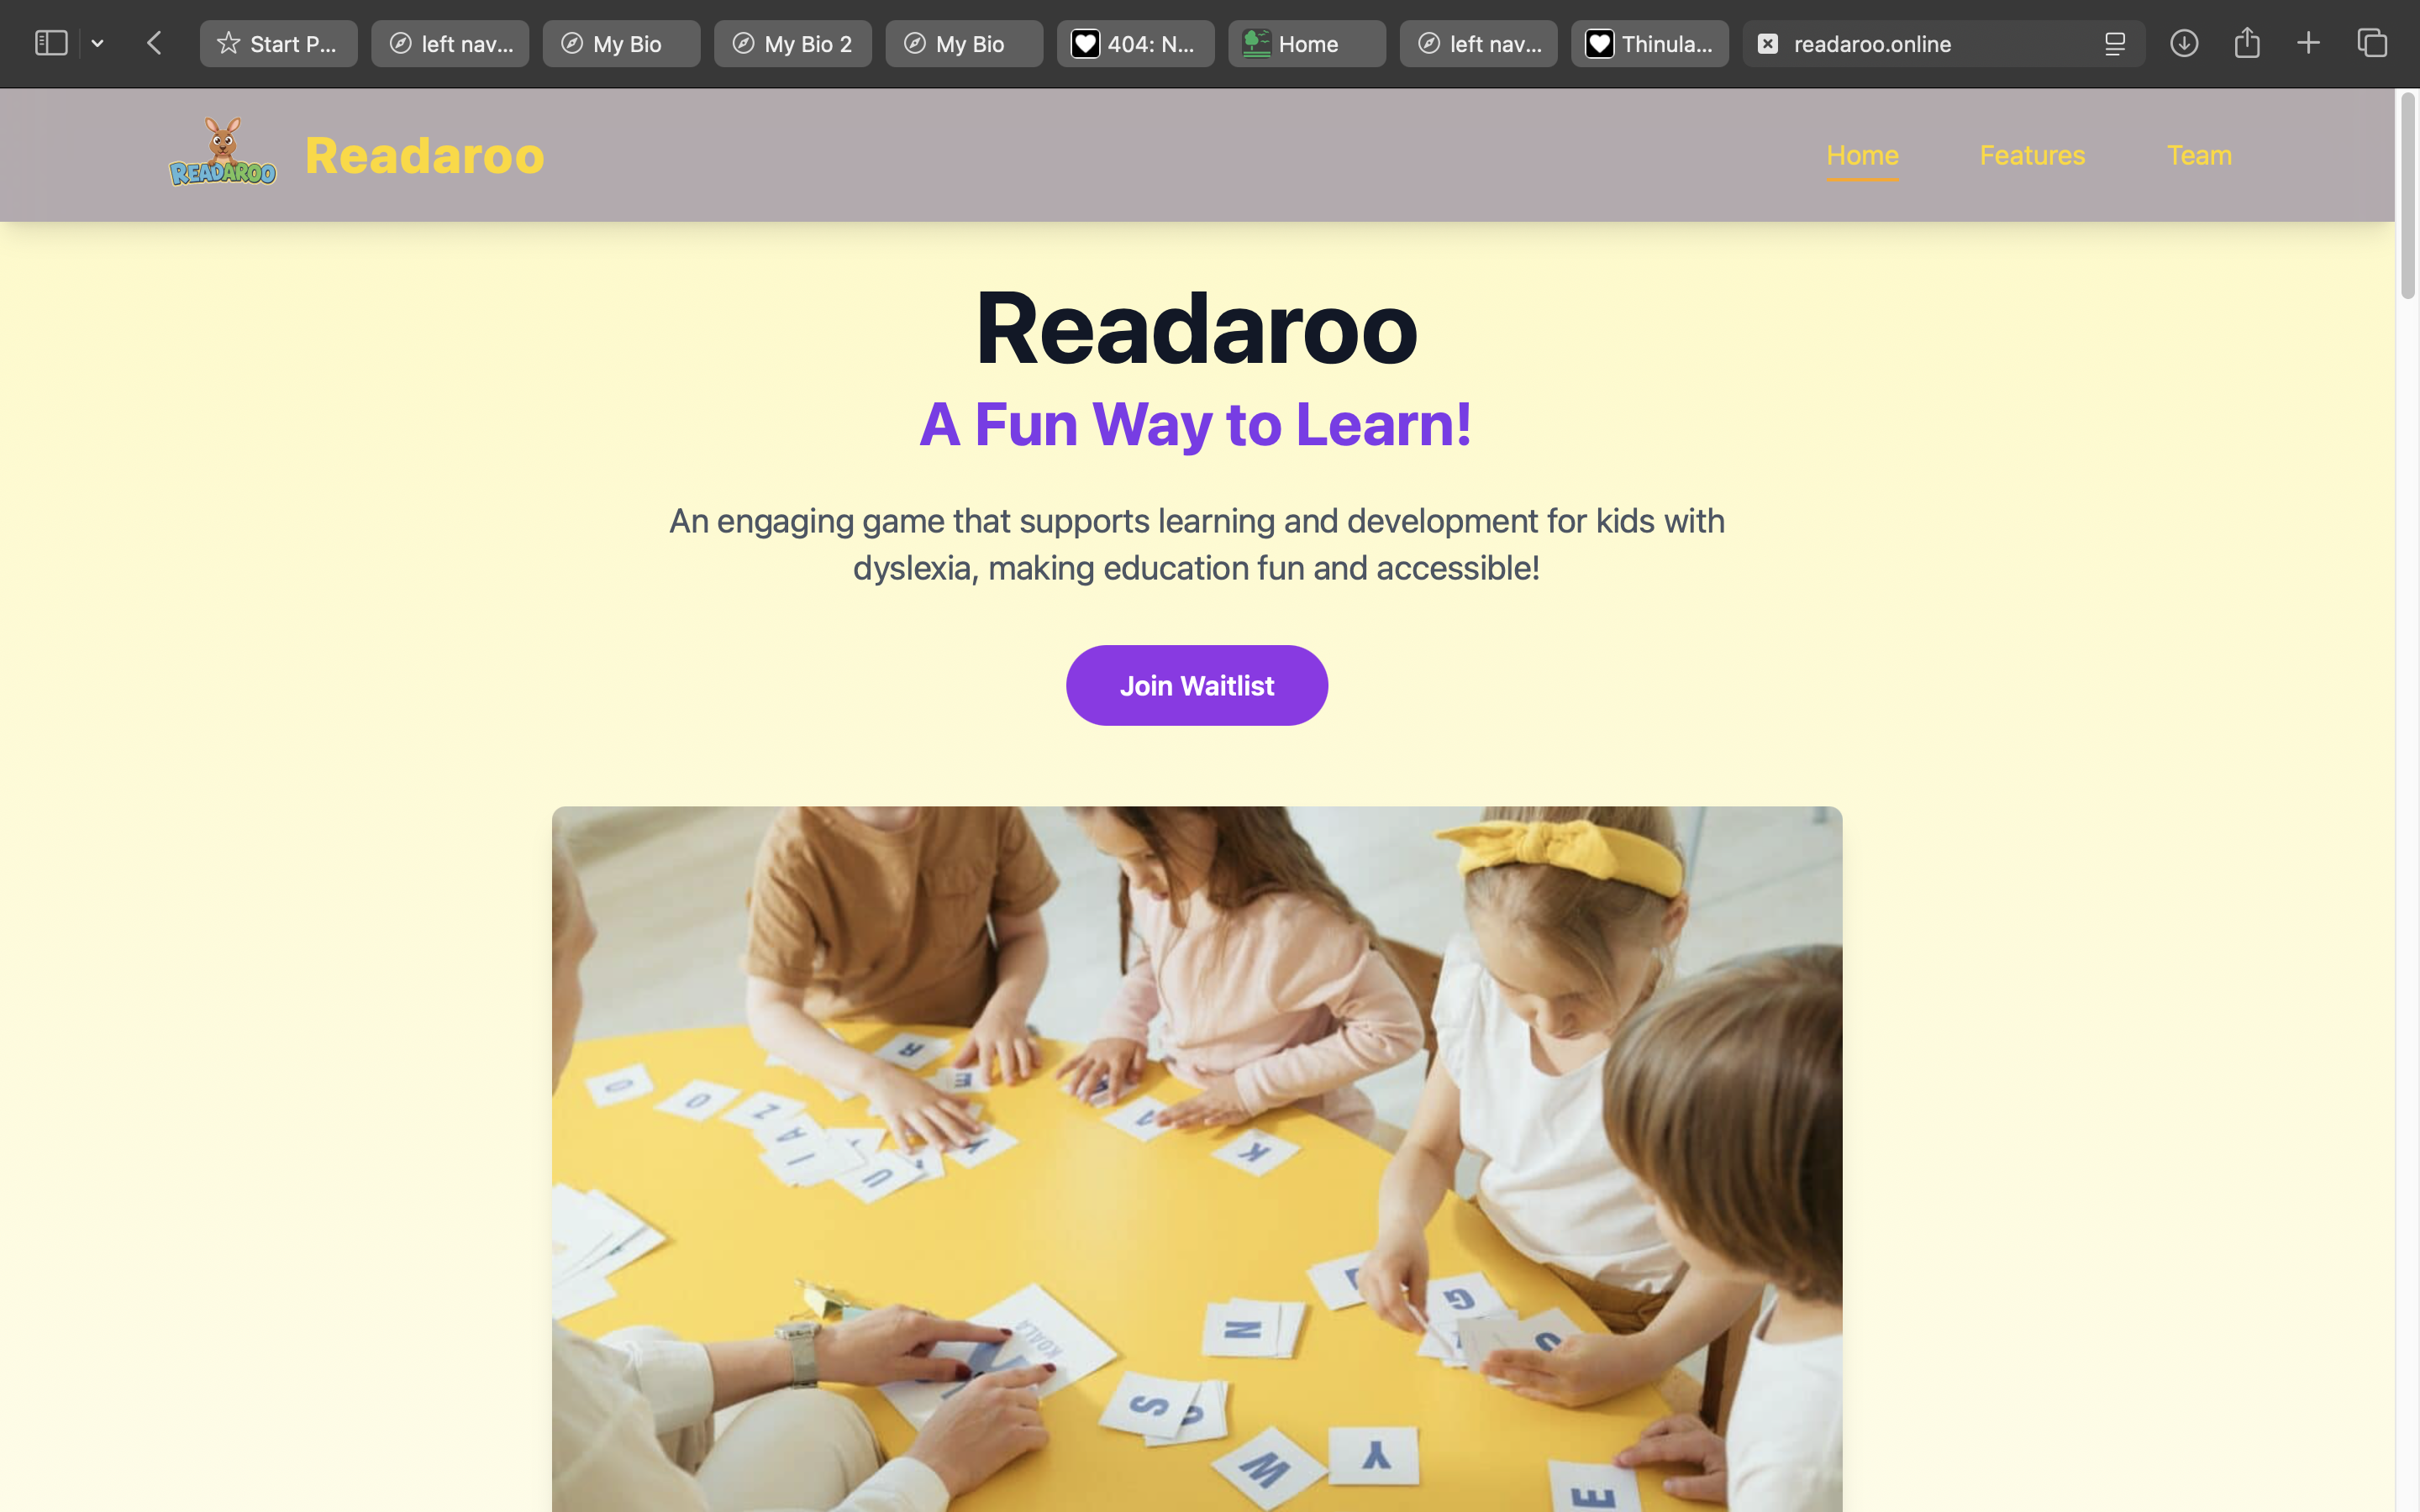 Start P...
left nav...
My Bio
My Bio 2
My Bio
404: N...
Home
left nav...
Thinula...
readaroo.online
READAROO
Readaroo
Home
Features
Team
Readaroo
A Fun Way to Learn!
An engaging game that supports learning and development for kids with
dyslexia, making education fun and accessible!
Join Waitlist
R
E
O
O
Z
A
I
U
K
K
G
N
KOALA
S
W
Y
E